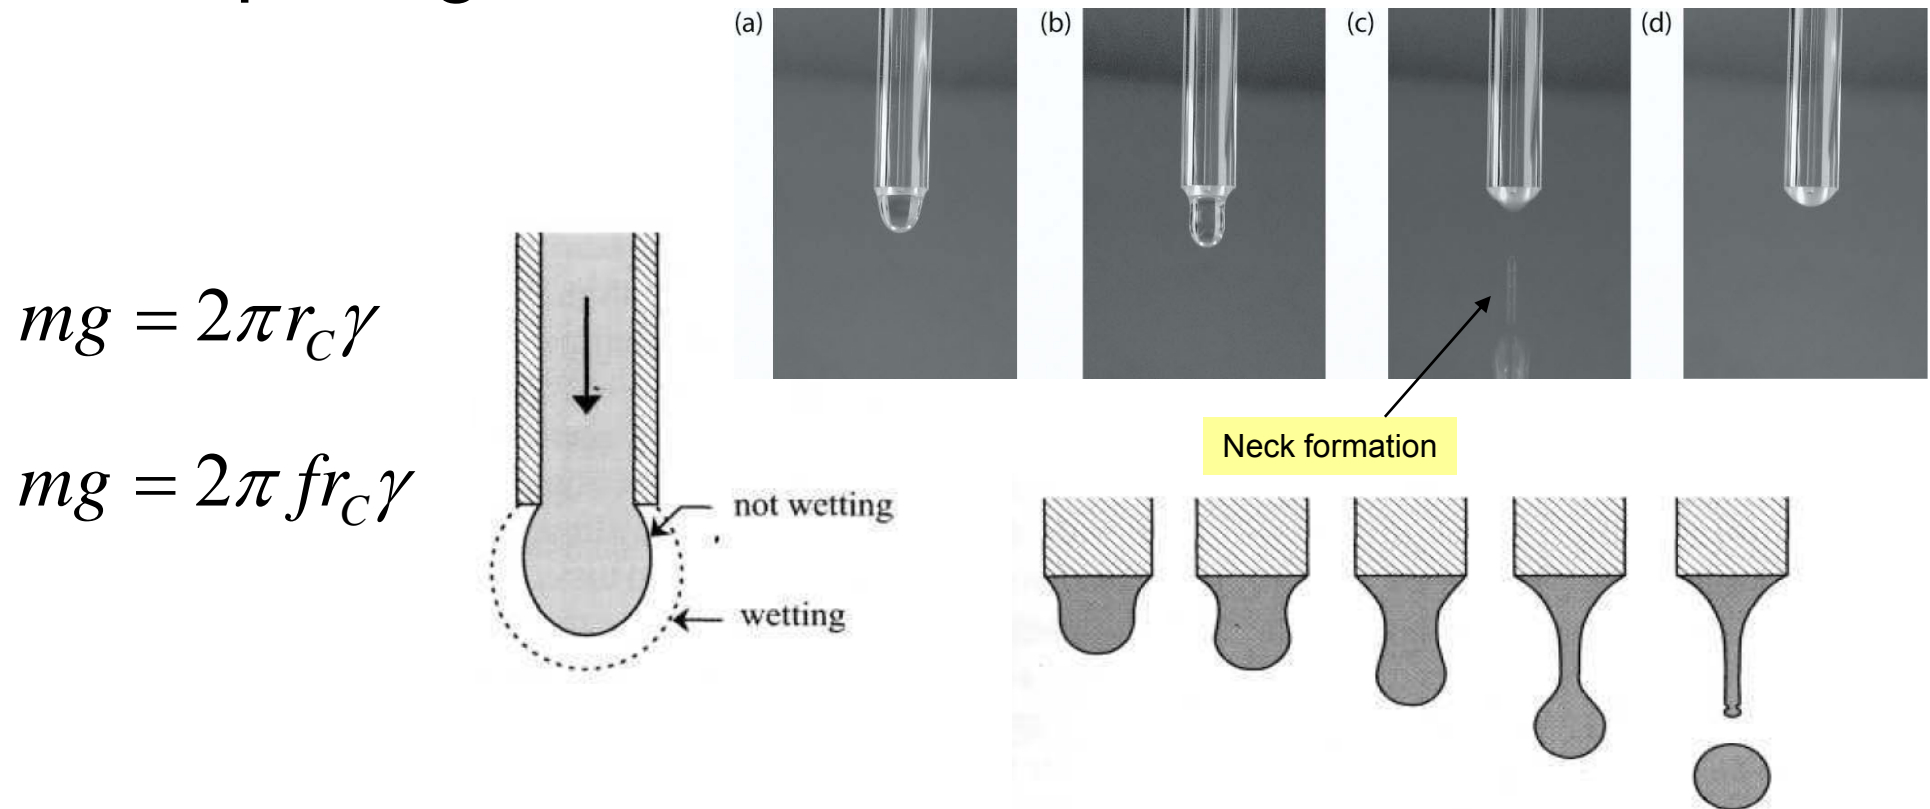 (a)
(b)
(c)
(d)
mg = 2πr_Cγ
mg = 2πfr_Cγ
not wetting
wetting
Neck formation